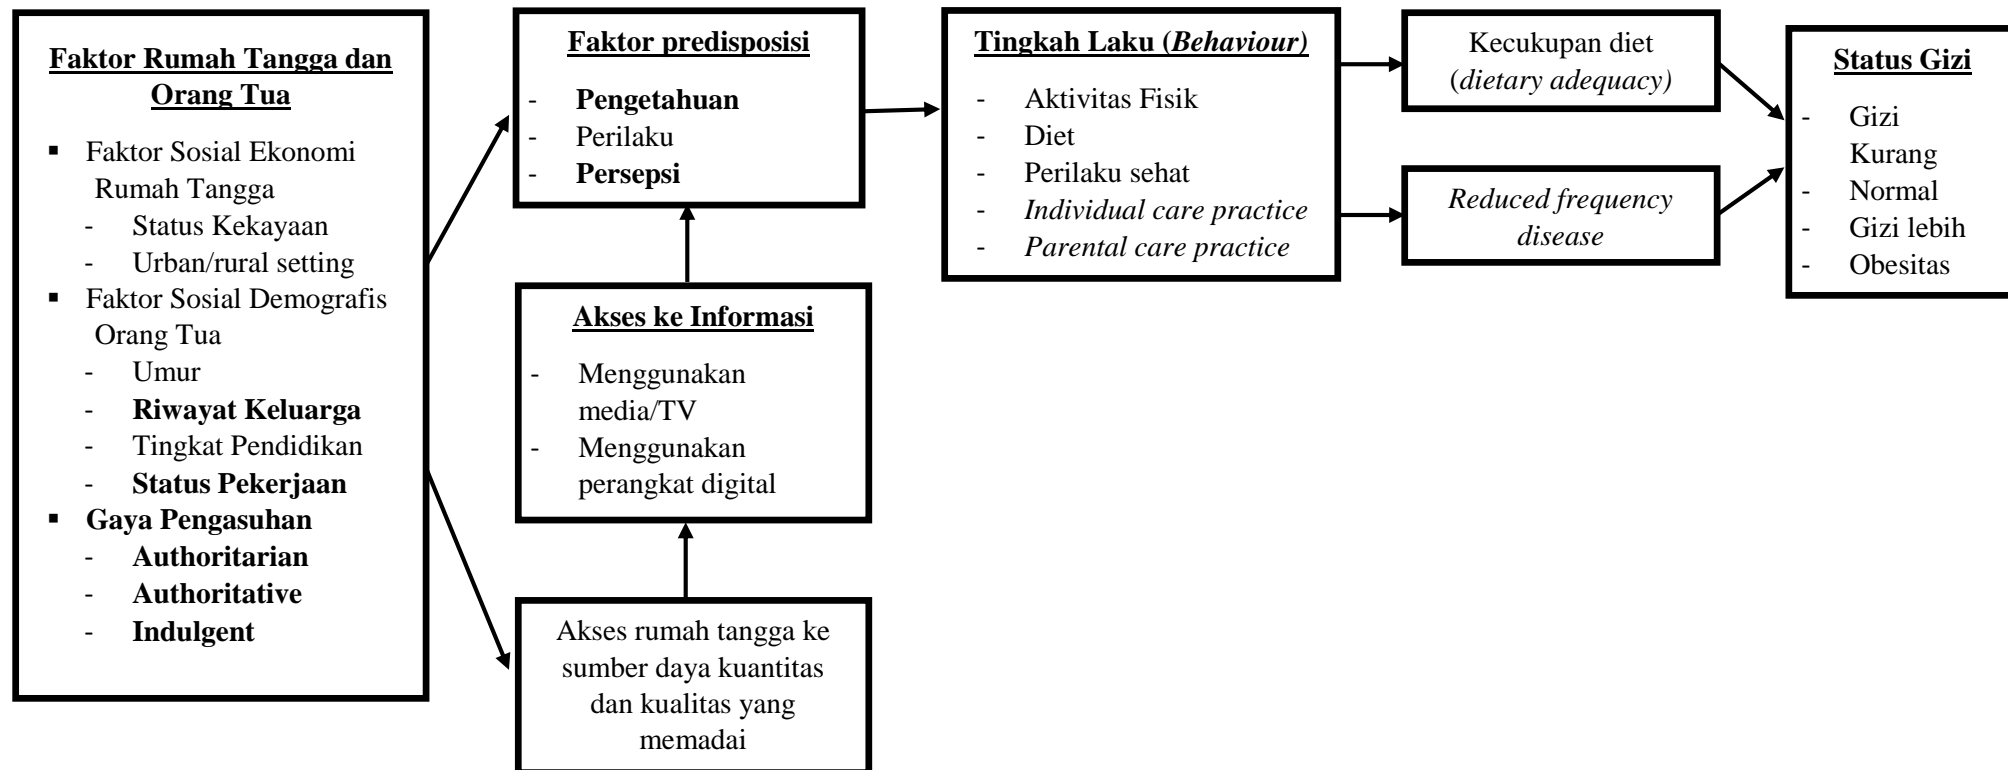 Faktor Rumah Tangga dan
Orang Tua
▪ Faktor Sosial Ekonomi
Rumah Tangga
- Status Kekayaan
- Urban/rural setting
▪ Faktor Sosial Demografis
Orang Tua
- Umur
- Riwayat Keluarga
- Tingkat Pendidikan
- Status Pekerjaan
▪ Gaya Pengasuhan
- Authoritarian
- Authoritative
- Indulgent
Faktor predisposisi
- Pengetahuan
- Perilaku
- Persepsi
Akses ke Informasi
- Menggunakan
media/TV
- Menggunakan
perangkat digital
Akses rumah tangga ke
sumber daya kuantitas
dan kualitas yang
memadai
Tingkah Laku (Behaviour)
- Aktivitas Fisik
- Diet
- Perilaku sehat
- Individual care practice
- Parental care practice
Kecukupan diet
(dietary adequacy)
Reduced frequency
disease
Status Gizi
- Gizi
Kurang
- Normal
- Gizi lebih
- Obesitas